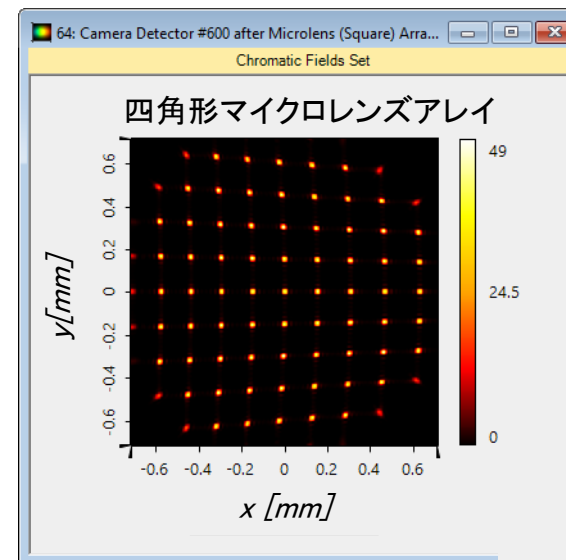 64: Camera Detector #600 after Microlens (Square) Arra...
Chromatic Fields Set
四角形マイクロレンズアレイ
49
24.5
0
y[mm]
0.6
0.4
0.2
0
-0.2
-0.4
-0.6
-0.6 -0.4 -0.2 0 0.2 0.4 0.6
x [mm]